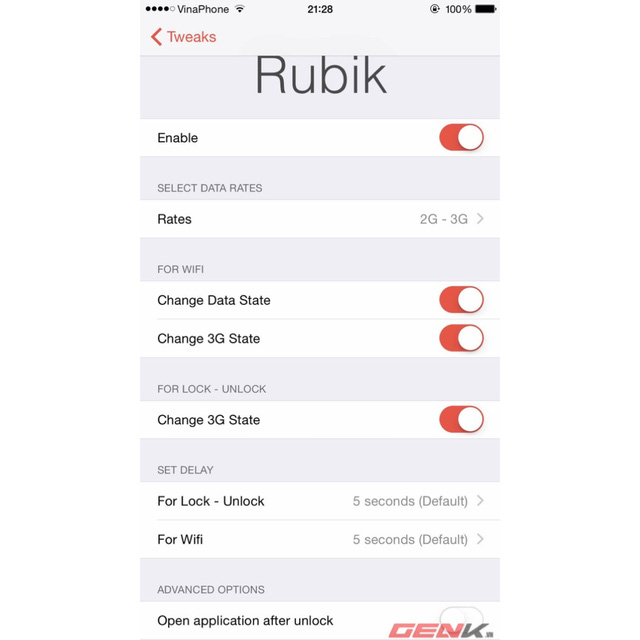 VinaPhone 21:28 100%
Tweaks
Rubik
Enable
SELECT DATA RATES
Rates 2G - 3G
FOR WIFI
Change Data State
Change 3G State
FOR LOCK - UNLOCK
Change 3G State
SET DELAY
For Lock - Unlock 5 seconds (Default)
For Wifi 5 seconds (Default)
ADVANCED OPTIONS
Open application after unlock
GENK.VN